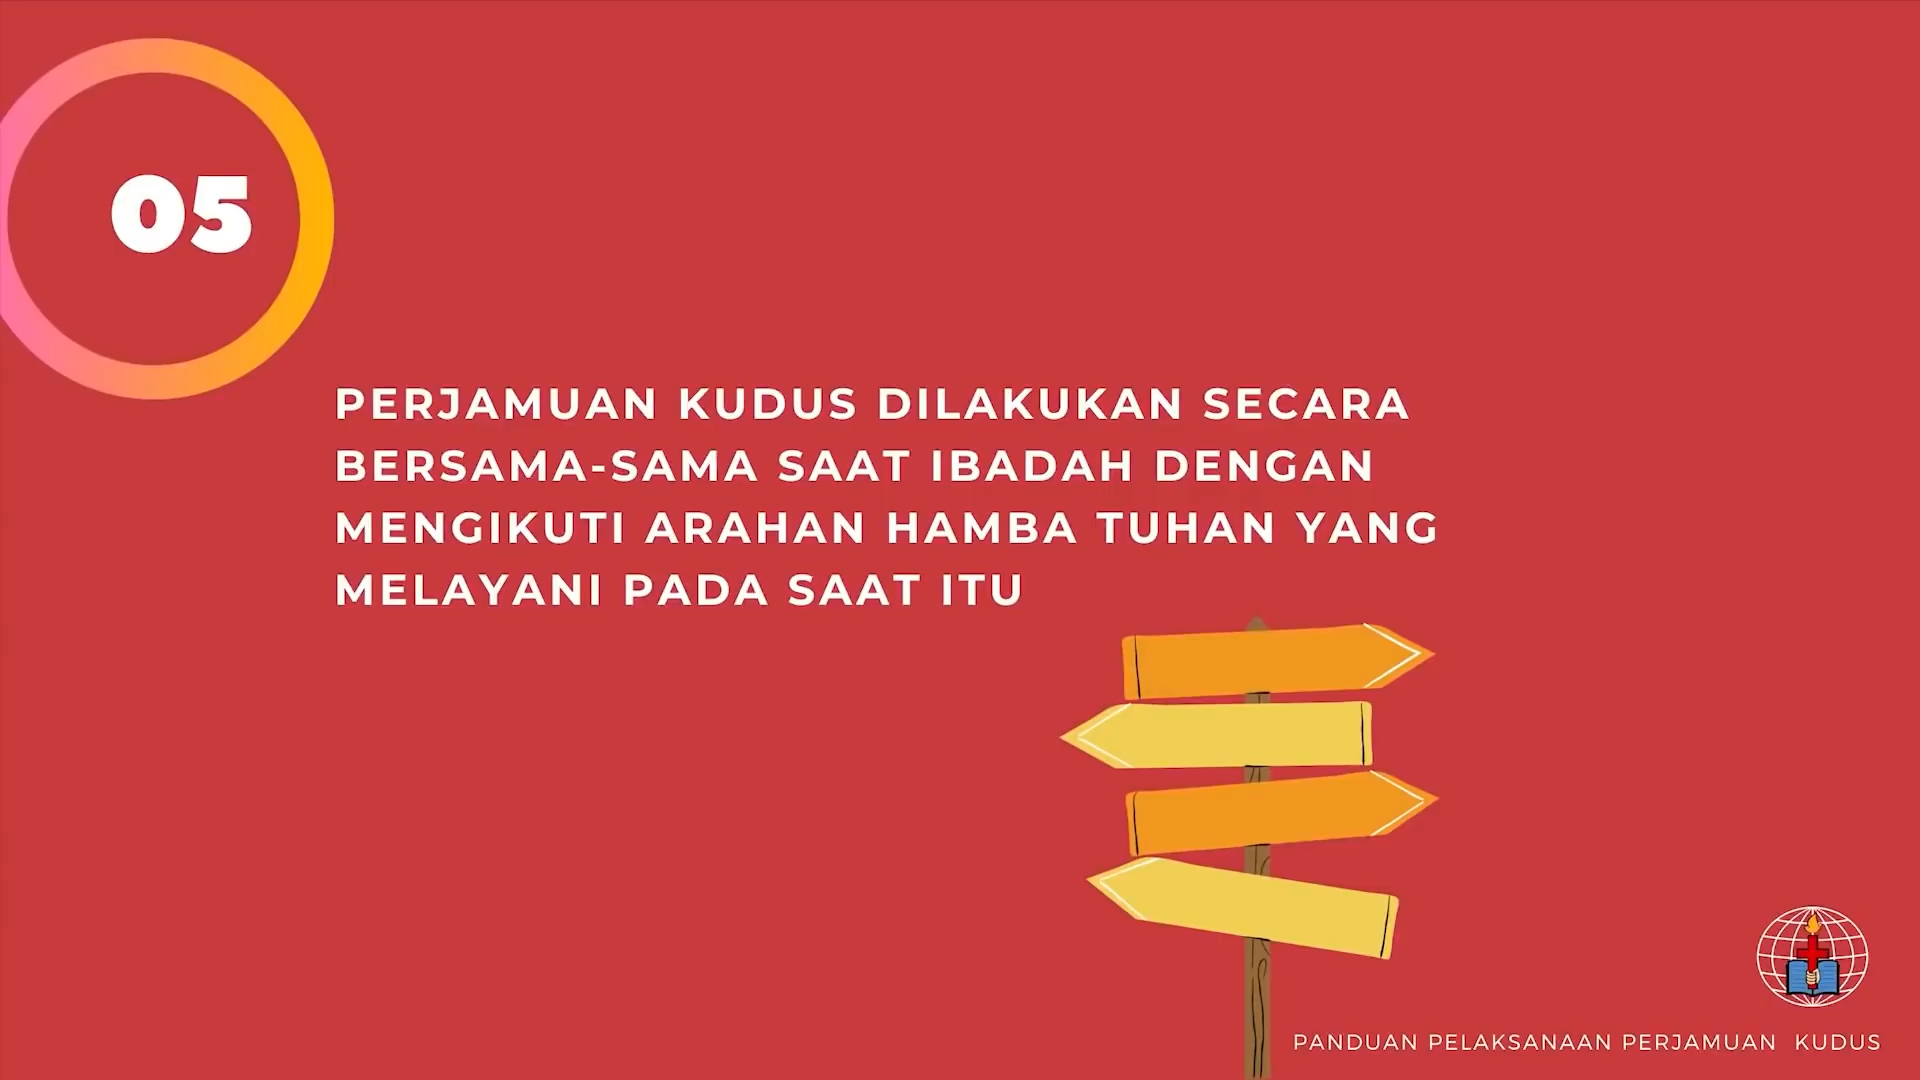 05
PERJAMUAN KUDUS DILAKUKAN SECARA
BERSAMA-SAMA SAAT IBADAH DENGAN
MENGIKUTI ARAHAN HAMBA TUHAN YANG
MELAYANI PADA SAAT ITU
PANDUAN PELAKSANAAN PERJAMUAN KUDUS